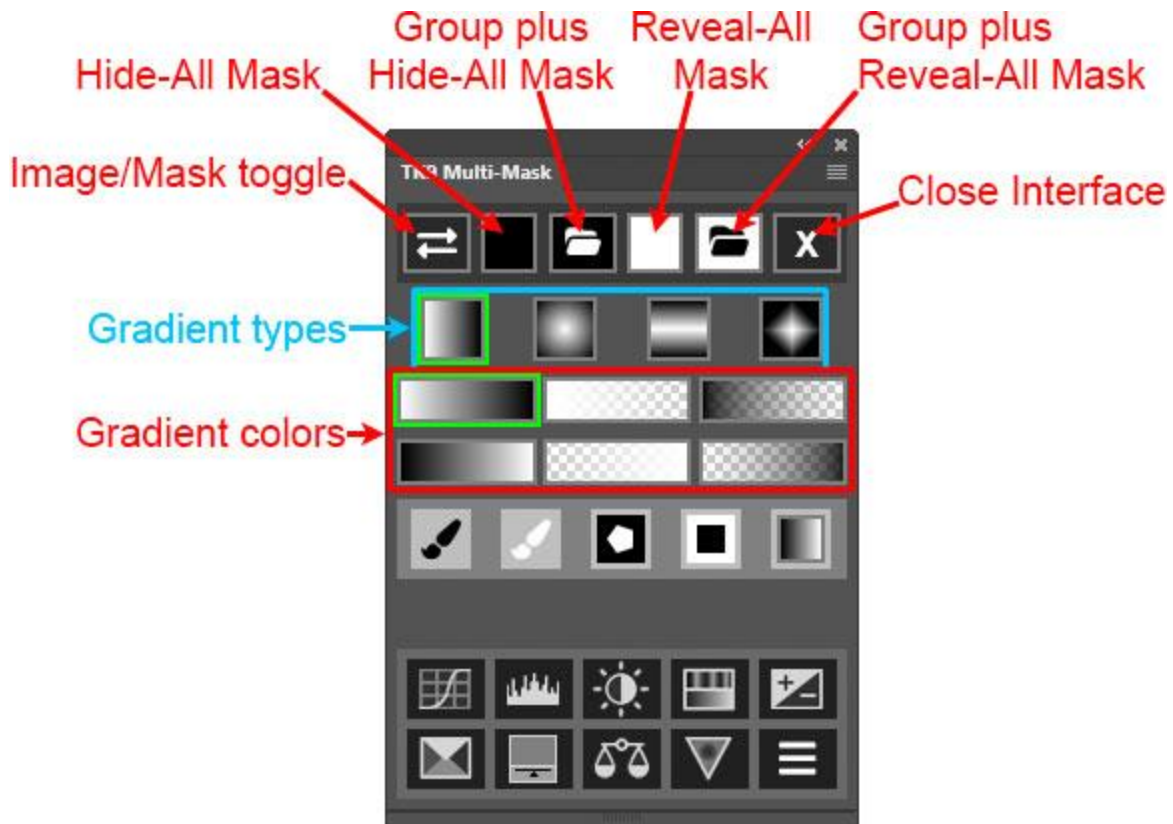 Group plus
Hide-All Mask
Reveal-All
Mask
Group plus
Reveal-All Mask
Hide-All Mask
Image/Mask toggle
TK9 Multi-Mask
Close Interface
X
Gradient types
Gradient colors